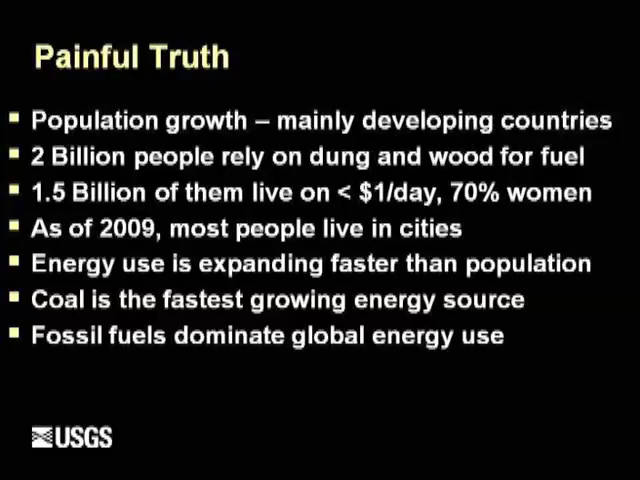 Painful Truth
Population growth – mainly developing countries
2 Billion people rely on dung and wood for fuel
1.5 Billion of them live on < $1/day, 70% women
As of 2009, most people live in cities
Energy use is expanding faster than population
Coal is the fastest growing energy source
Fossil fuels dominate global energy use
USGS